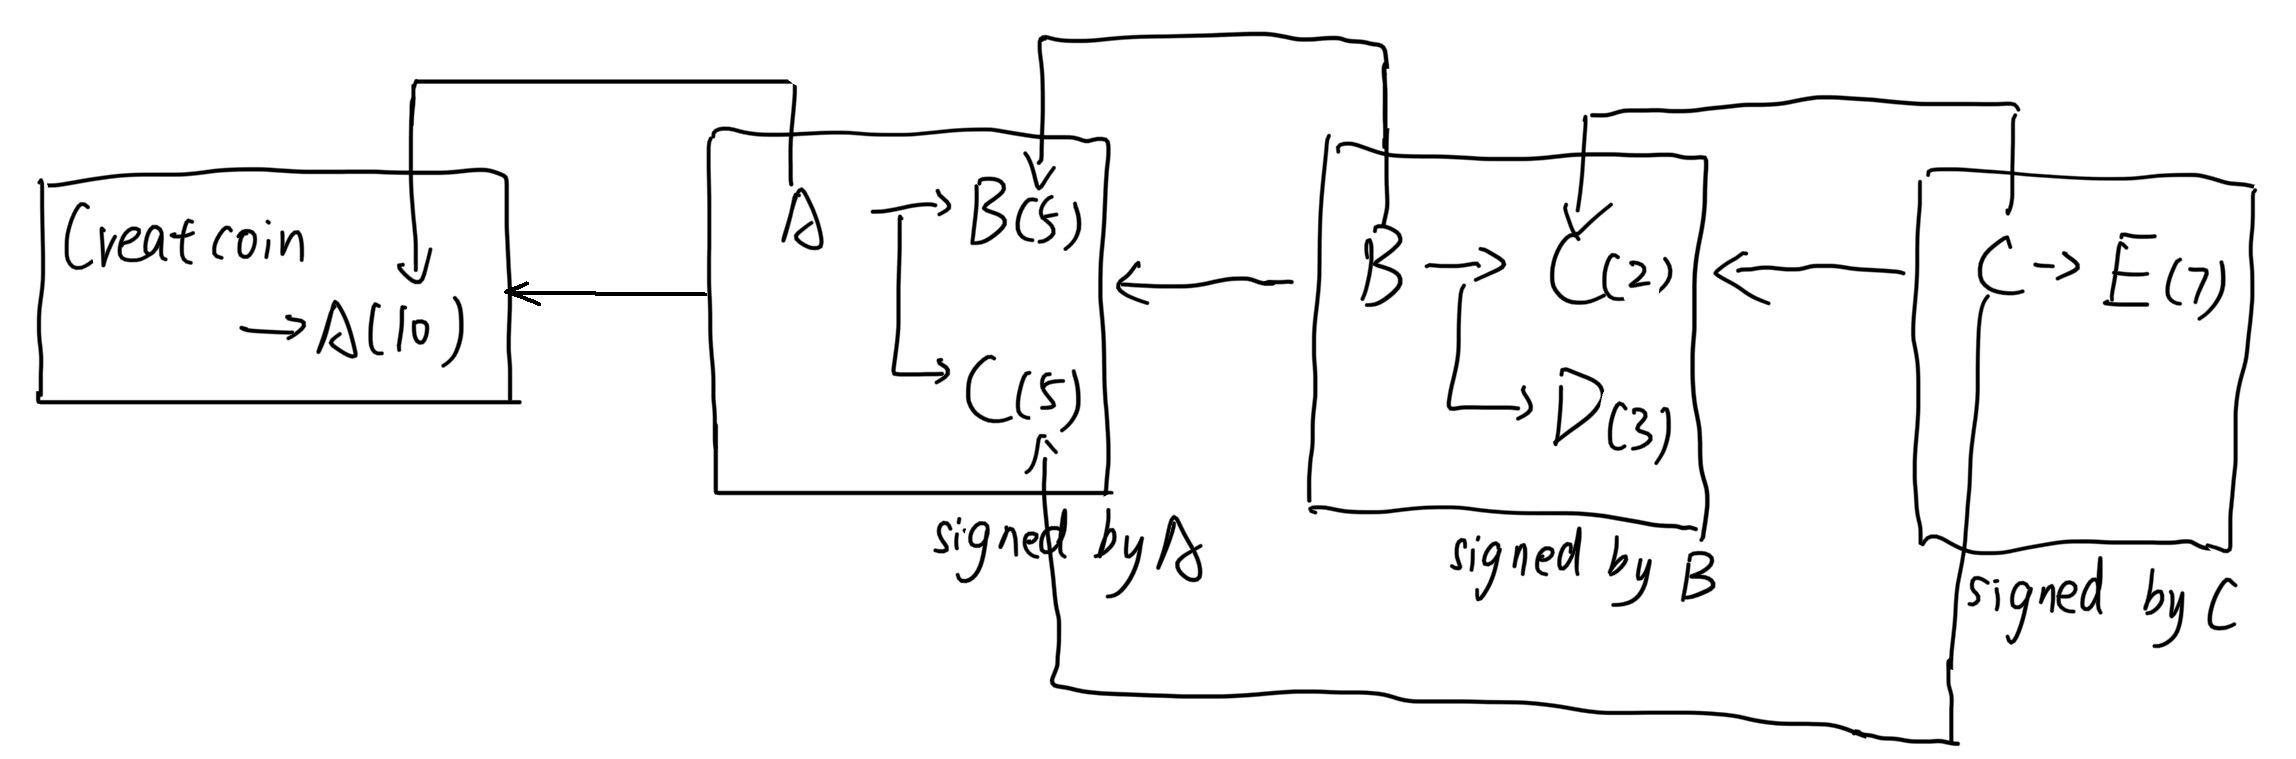 Creat coin
→ A(10)
A → B(5)
C(5)
signed by A
B → C(2)
D(3)
signed by B
C → E(7)
signed by C